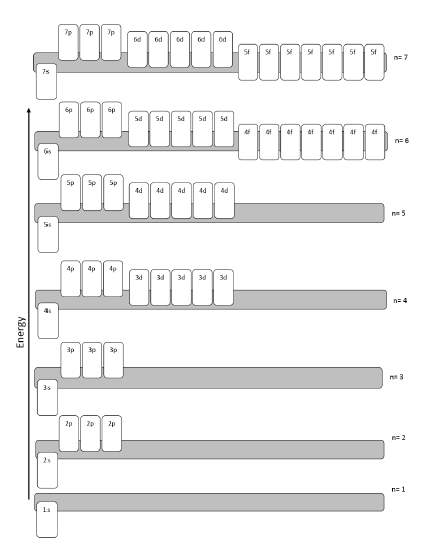 7p 7p 7p 6d 6d 6d 6d 6d
5f 5f 5f 5f 5f 5f 5f n= 7
7s
6p 6p 6p 5d 5d 5d 5d 5d
4f 4f 4f 4f 4f 4f 4f n= 6
6s
5p 5p 5p 4d 4d 4d 4d 4d
n= 5
5s
4p 4p 4p 3d 3d 3d 3d 3d
n= 4
4s
Energy
3p 3p 3p
n= 3
3s
2p 2p 2p
n= 2
2s
n= 1
1s